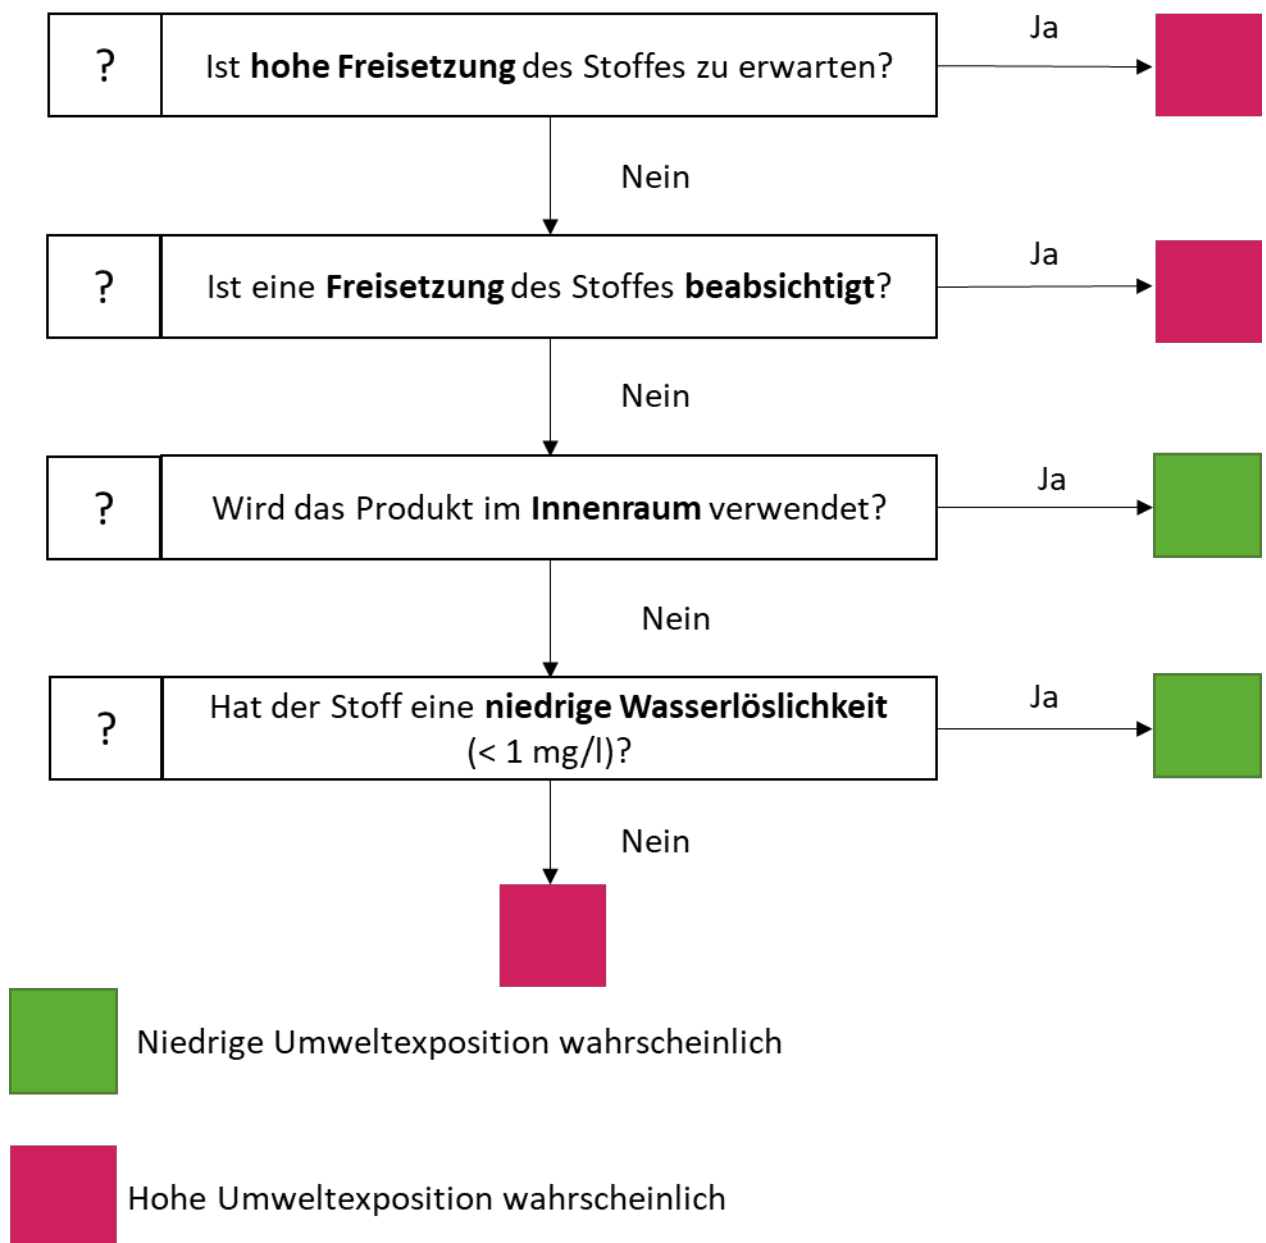 ? Ist hohe Freisetzung des Stoffes zu erwarten?
Ja
Nein
? Ist eine Freisetzung des Stoffes beabsichtigt?
Ja
Nein
? Wird das Produkt im Innenraum verwendet?
Ja
Nein
? Hat der Stoff eine niedrige Wasserlöslichkeit
(< 1 mg/l)?
Ja
Nein
Niedrige Umweltexposition wahrscheinlich
Hohe Umweltexposition wahrscheinlich